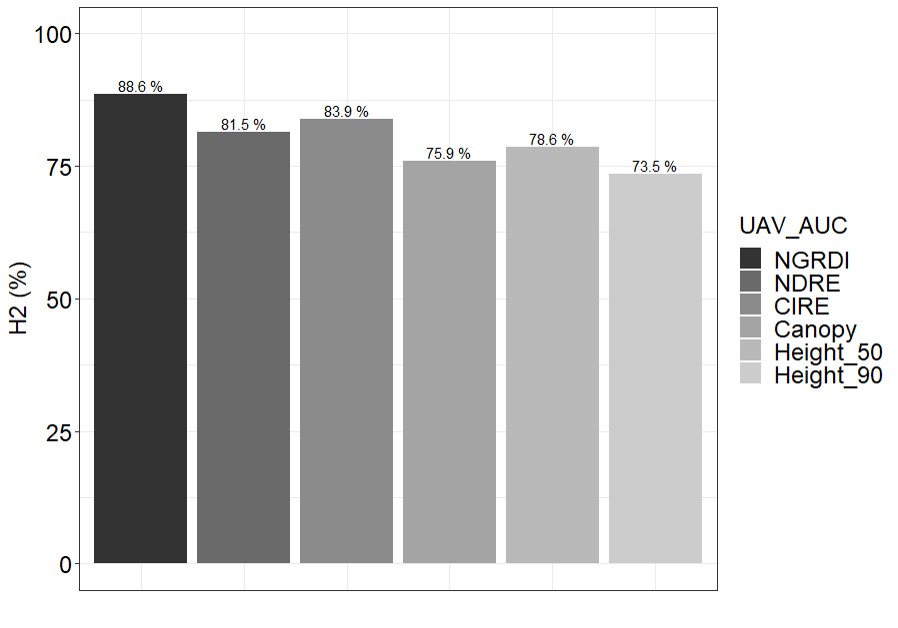 H2 (%)
100
75
50
25
0
88.6 %
81.5 %
83.9 %
75.9 %
78.6 %
73.5 %
UAV_AUC
NGRDI
NDRE
CIRE
Canopy
Height_50
Height_90